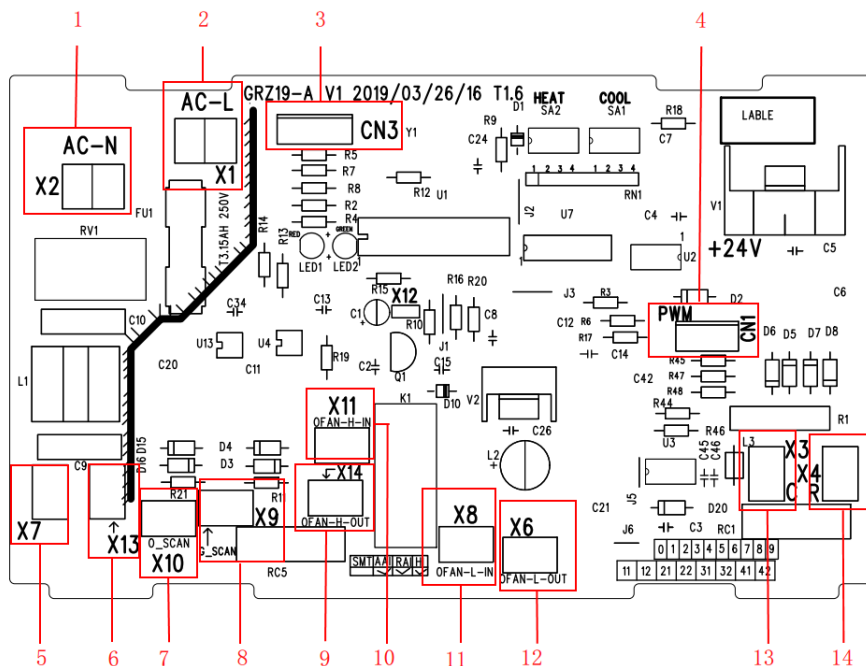 1 2 3 4
GRZ19-A V1 2019/03/26/16 T1.6
AC-L
X1
AC-N
X2
CN3
Y1
R5
R7
R8
R2
R4
RED
GREEN
LED1
LED2
R12
U1
R9
D1
C24
HEAT
SA2
COOL
SA1
R18
C7
LABLE
1 2 3 4 1 2 3 4
RN1
J2
U7
C4
1
U2
V1
+24V
C5
FU1
T3.15AH 250V
RV1
R14
R13
1
1
R15
X12
C1
R10
R16
R20
J1
C8
J3
R3
R6
R17
C12
C14
D2
PWM
CN1
C6
D6
D5
D7
D8
C10
C34
C13
U13
U4
C20
C11
R19
C2
Q1
C15
D10
K1
V2
C26
L2
R45
R47
R48
C42
R44
R46
U3
C45
C46
R1
L1
C9
D15
D16
D4
D3
R21
R1
X11
OFAN-H-IN
X14
OFAN-H-OUT
X7
X13
O_SCAN
X10
X9
G_SCAN
RC5
X8
OFAN-L-IN
X6
OFAN-L-OUT
SMT AAI RAI H
C21
J5
D20
C3
J6
L3
X3
X4
C R
RC1
0 1 2 3 4 5 6 7 8 9
11 12 21 22 31 32 41 42
5 6 7 8 9 10 11 12 13 14